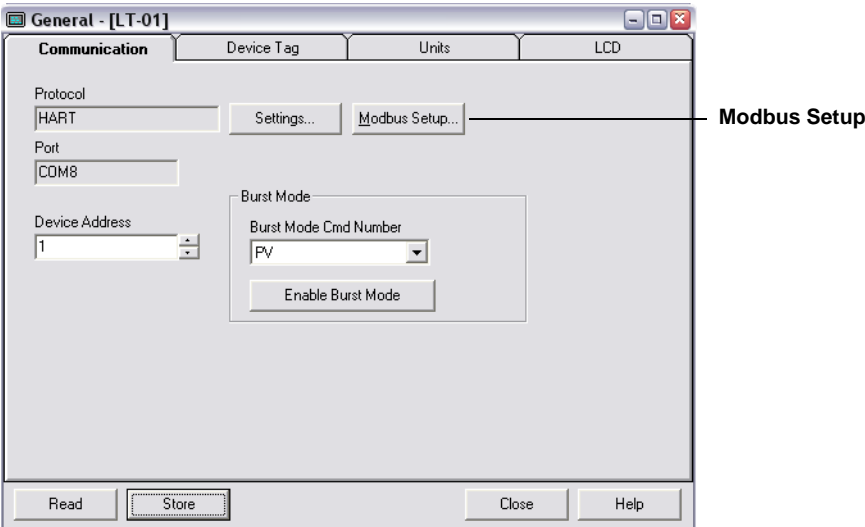 General - [LT-01]
Communication Device Tag Units LCD
Protocol
HART Settings... Modbus Setup... Modbus Setup
Port
COM8
Burst Mode
Device Address Burst Mode Cmd Number
1 PV
Enable Burst Mode
Read Store Close Help